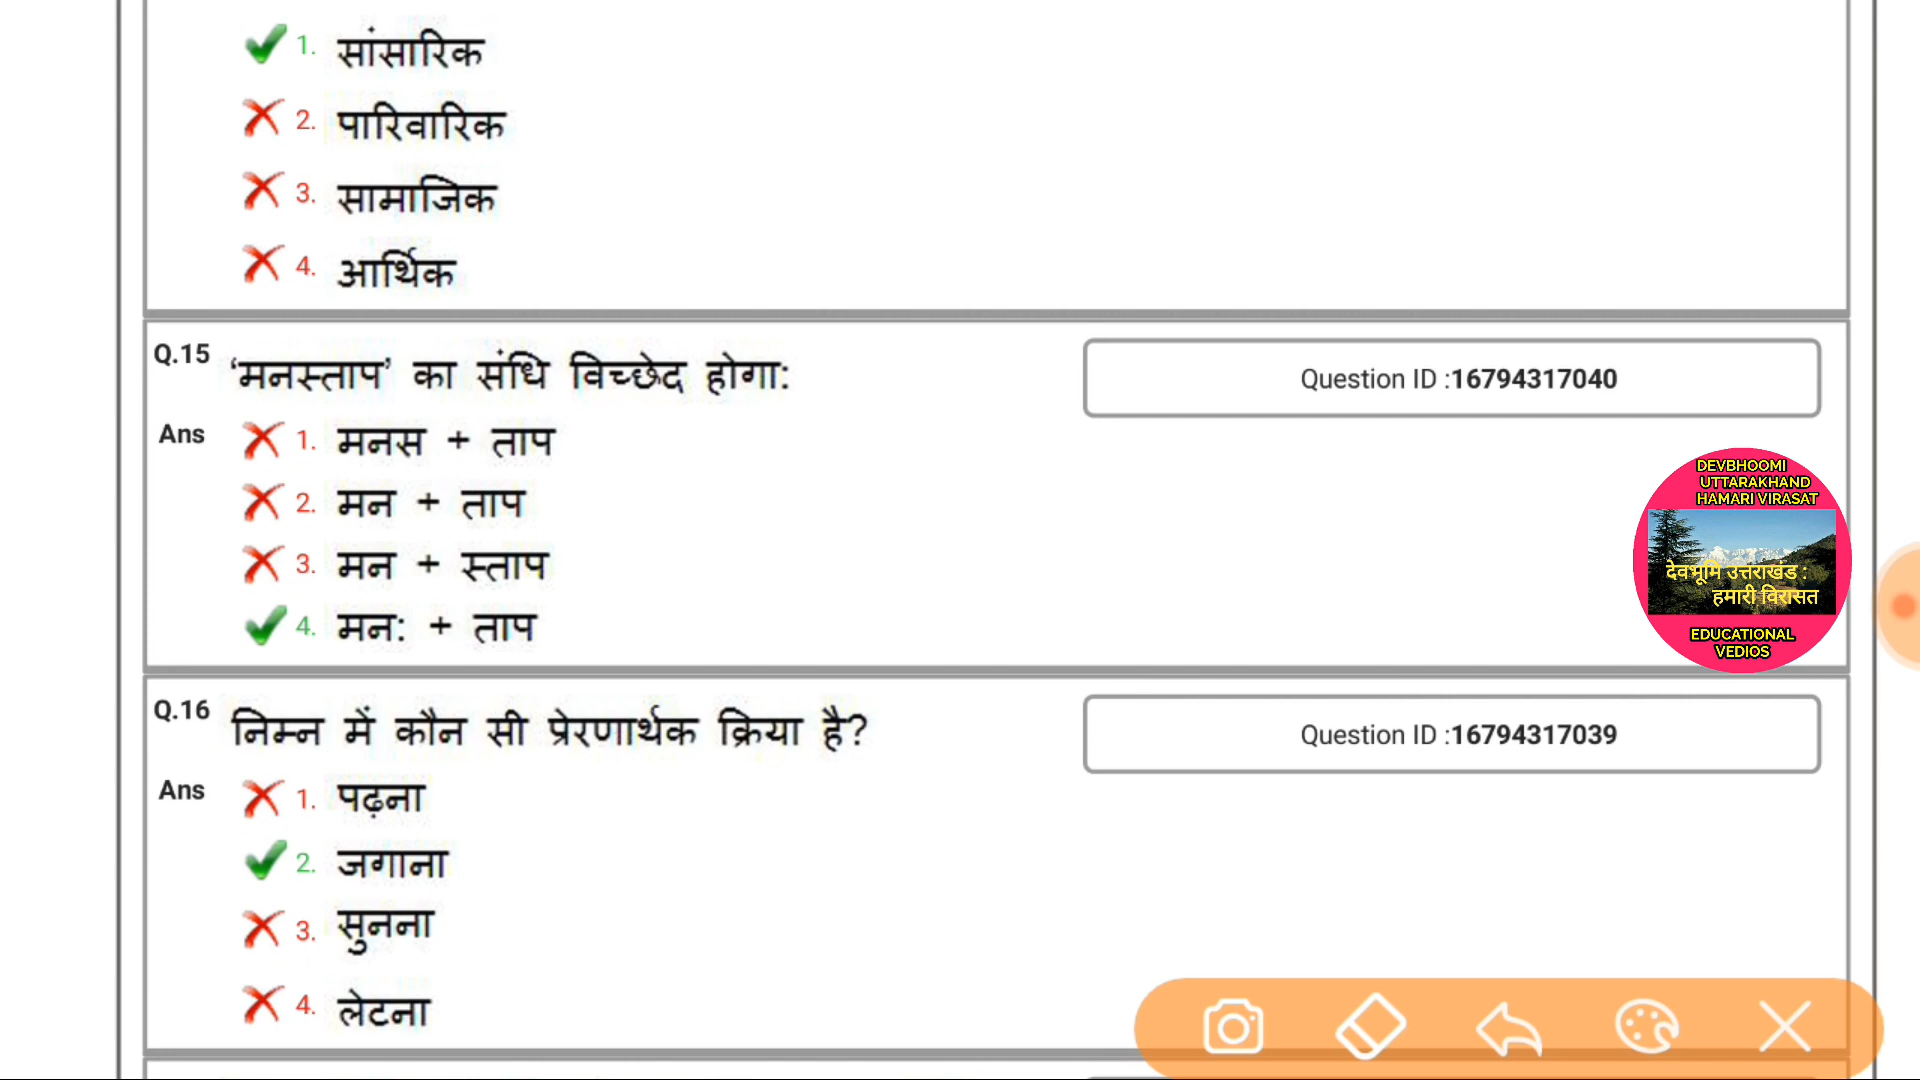 1. सांसारिक
2. पारिवारिक
3. सामाजिक
4. आर्थिक
Q.15 ‘मनस्ताप’ का संधि विच्छेद होगा:
Question ID :16794317040
Ans 1. मनस + ताप
2. मन + ताप
3. मन + स्ताप
4. मन: + ताप
DEVBHOOMI
UTTARAKHAND
HAMARI VIRASAT
देवभूमि उत्तराखंड :
हमारी विरासत
EDUCATIONAL
VEDIOS
Q.16 निम्न में कौन सी प्रेरणार्थक क्रिया है?
Question ID :16794317039
Ans 1. पढ़ना
2. जगाना
3. सुनना
4. लेटना